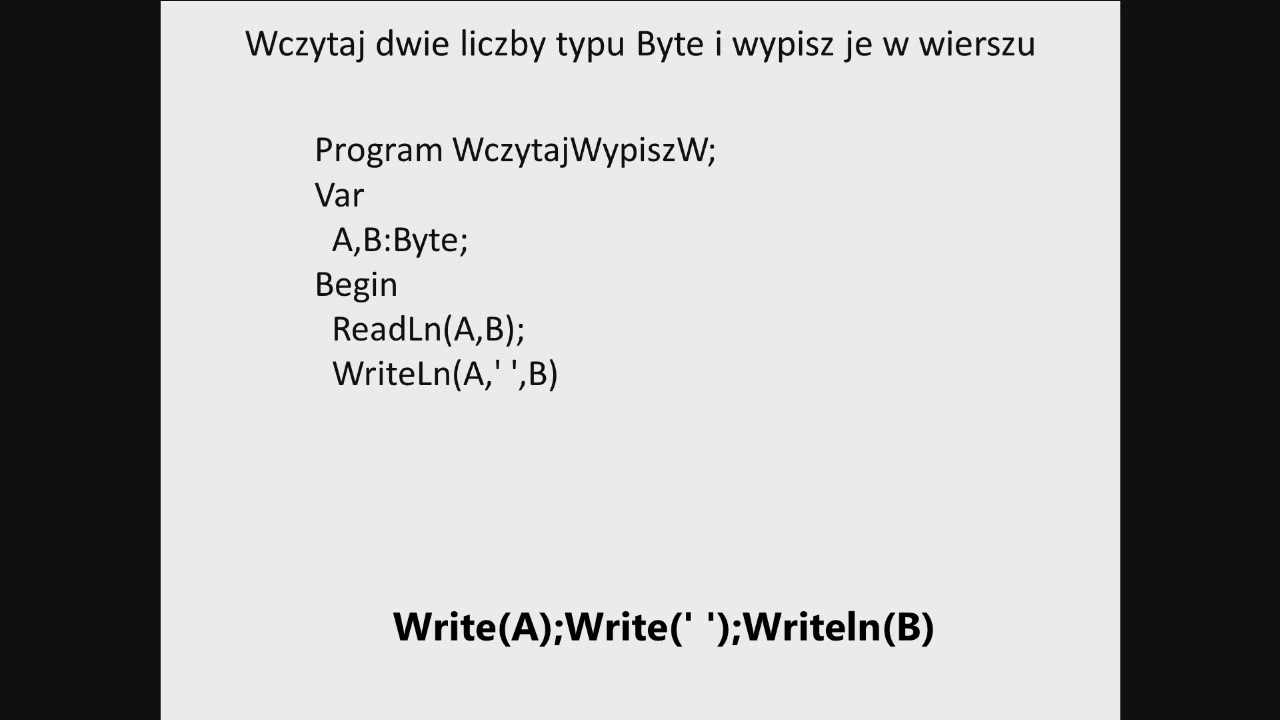 Wczytaj dwie liczby typu Byte i wypisz je w wierszu
Program WczytajWypiszW;
Var
A,B:Byte;
Begin
ReadLn(A,B);
WriteLn(A,' ',B)
Write(A);Write(' ');Writeln(B)